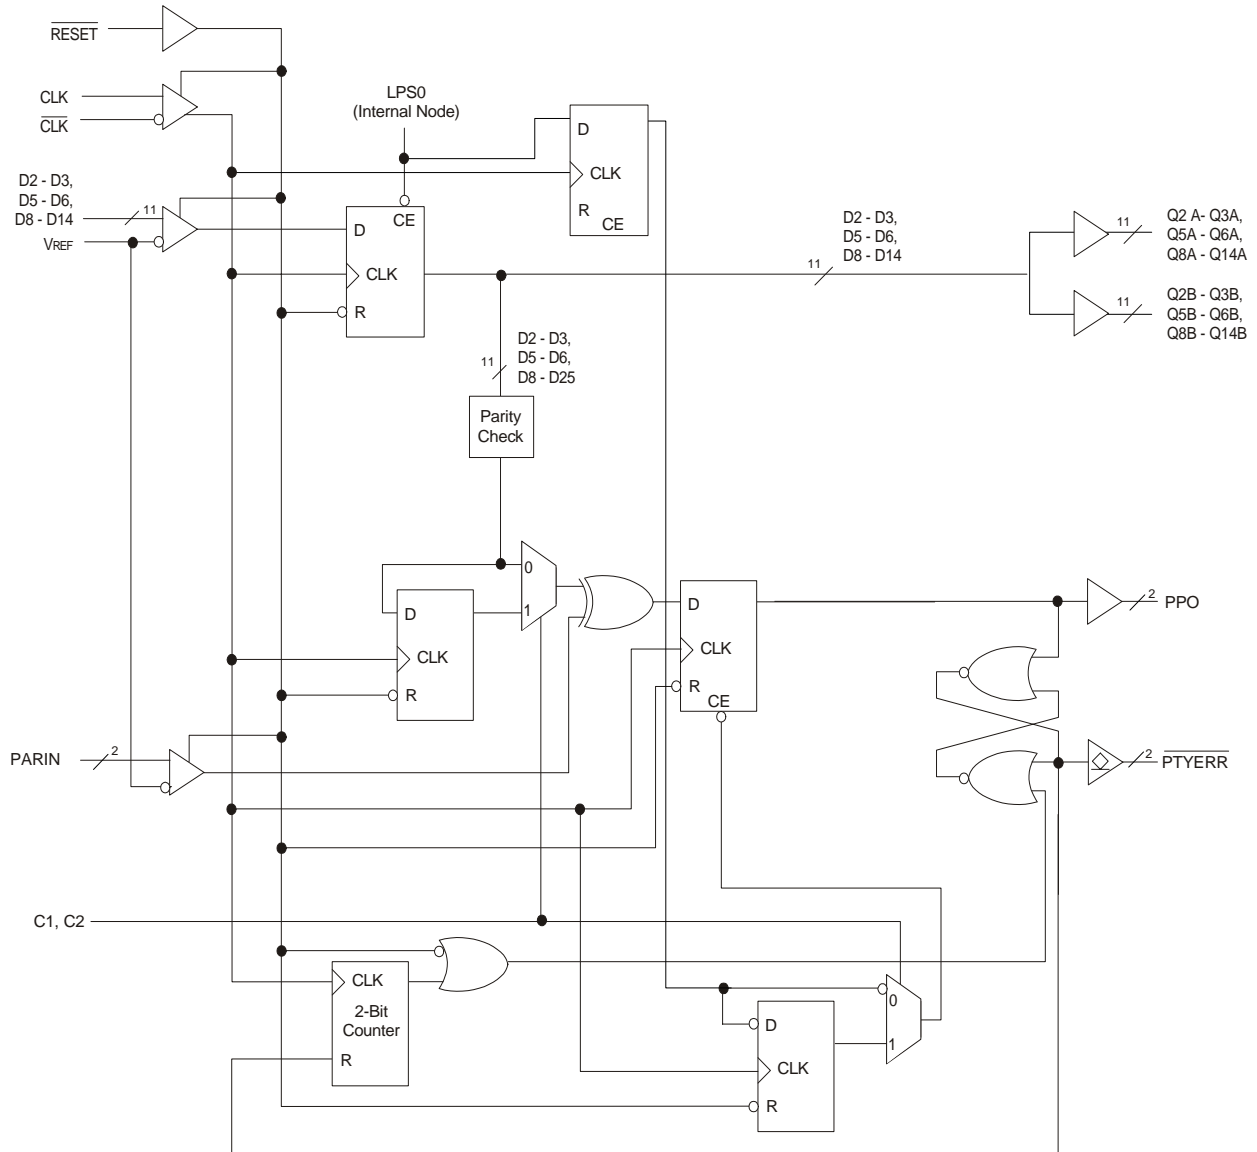 RESET
CLK
CLK
D2 - D3,
D5 - D6,
D8 - D14
11
VREF
LPS0
(Internal Node)
D
CLK
R
CE
CE
D
CLK
R
D2 - D3,
D5 - D6,
D8 - D14
11
11
Q2 A- Q3A,
Q5A - Q6A,
Q8A - Q14A
11
Q2B - Q3B,
Q5B - Q6B,
Q8B - Q14B
D2 - D3,
D5 - D6,
D8 - D25
11
Parity
Check
0
1
D
CLK
R
D
CLK
R
CE
2
PPO
PARIN
2
2
PTYERR
C1, C2
CLK
2-Bit
Counter
R
0
1
D
CLK
R